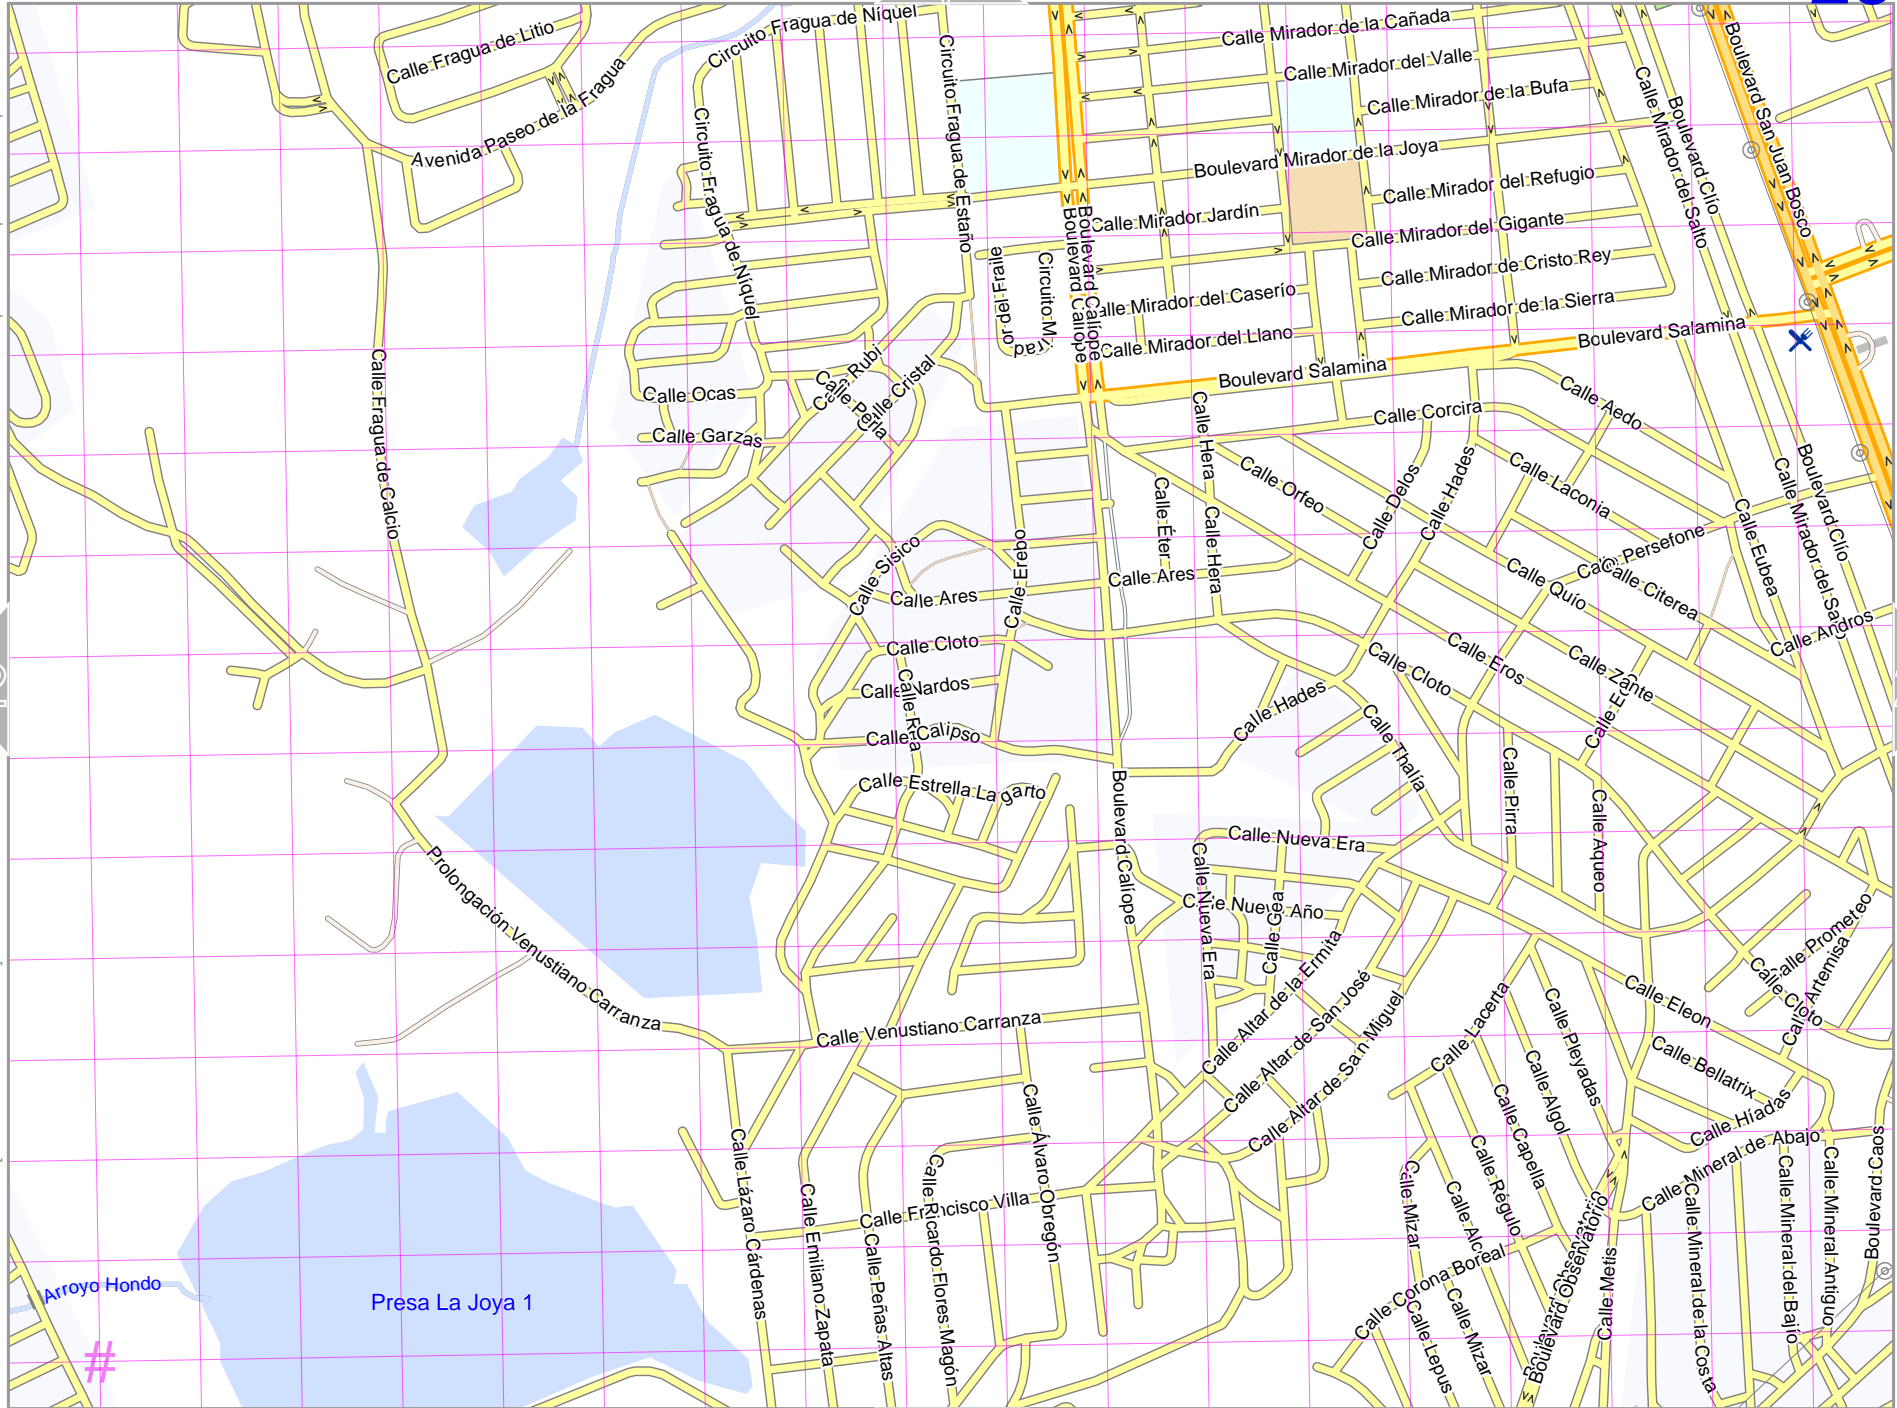 Calle Fragua de Litio
Circuito Fragua de Níquel
Avenida Paseo de la Fragua
Circuito Fragua de Níquel
Circuito Fragua de Estaño
Calle Mirador de la Cañada
Calle Mirador del Valle
Calle Mirador de la Bufa
Boulevard Mirador de la Joya
Calle Mirador del Refugio
Calle Mirador Jardín
Calle Mirador del Gigante
Calle Mirador de Cristo Rey
Calle Mirador de la Sierra
Calle Mirador del Llano
Boulevard Calíope
Boulevard Calíope
Boulevard San Juan Bosco
Boulevard Clío
Calle Mirador del Salto
Boulevard Salamina
Boulevard Salamina
Calle Fragua de Calcio
Calle Ocas
Calle Garzas
Calle Perla
Calle Cristal
Calle Corcira
Calle Aedo
Calle Hera
Calle Hera
Calle Orfeo
Calle Éter
Calle Delos
Calle Hades
Calle Laconia
Calle Eubea
Calle Mirador del Salto
Boulevard Clío
Calle Sisico
Calle Erebo
Calle Ares
Calle Ares
Calle Quío
Calle Citerea
Calle Andros
Calle Cloto
Calle Nardos
Calle Calipso
Calle Cloto
Calle Eros
Calle Zante
Calle Hades
Calle Thalía
Calle Pirra
Calle Aqueo
Calle Estrella Lagarto
Boulevard Calíope
Calle Nueva Era
Calle Nueva Era
Calle Nuevo Año
Calle Gea
Prolongación Venustiano Carranza
Calle Venustiano Carranza
Calle Altar de la Ermita
Calle Altar de San José
Calle Altar de San Miguel
Calle Prometeo
Calle Artemisa
Calle Cloto
Calle Eleon
Calle Lacerta
Calle Pleyadas
Calle Algol
Calle Capella
Calle Régulo
Calle Bellatrix
Calle Híadas
Calle Mineral de Abajo
Calle Lázaro Cárdenas
Calle Emiliano Zapata
Calle Peñas Altas
Calle Ricardo Flores Magón
Calle Álvaro Obregón
Calle Francisco Villa
Calle Mizar
Calle Mizar
Calle Corona Boreal
Calle Lepus
Boulevard Observatorio
Calle Metis
Calle Mineral de la Costa
Calle Mineral del Bajío
Calle Mineral Antiguo
Arroyo Hondo
Presa La Joya 1
#